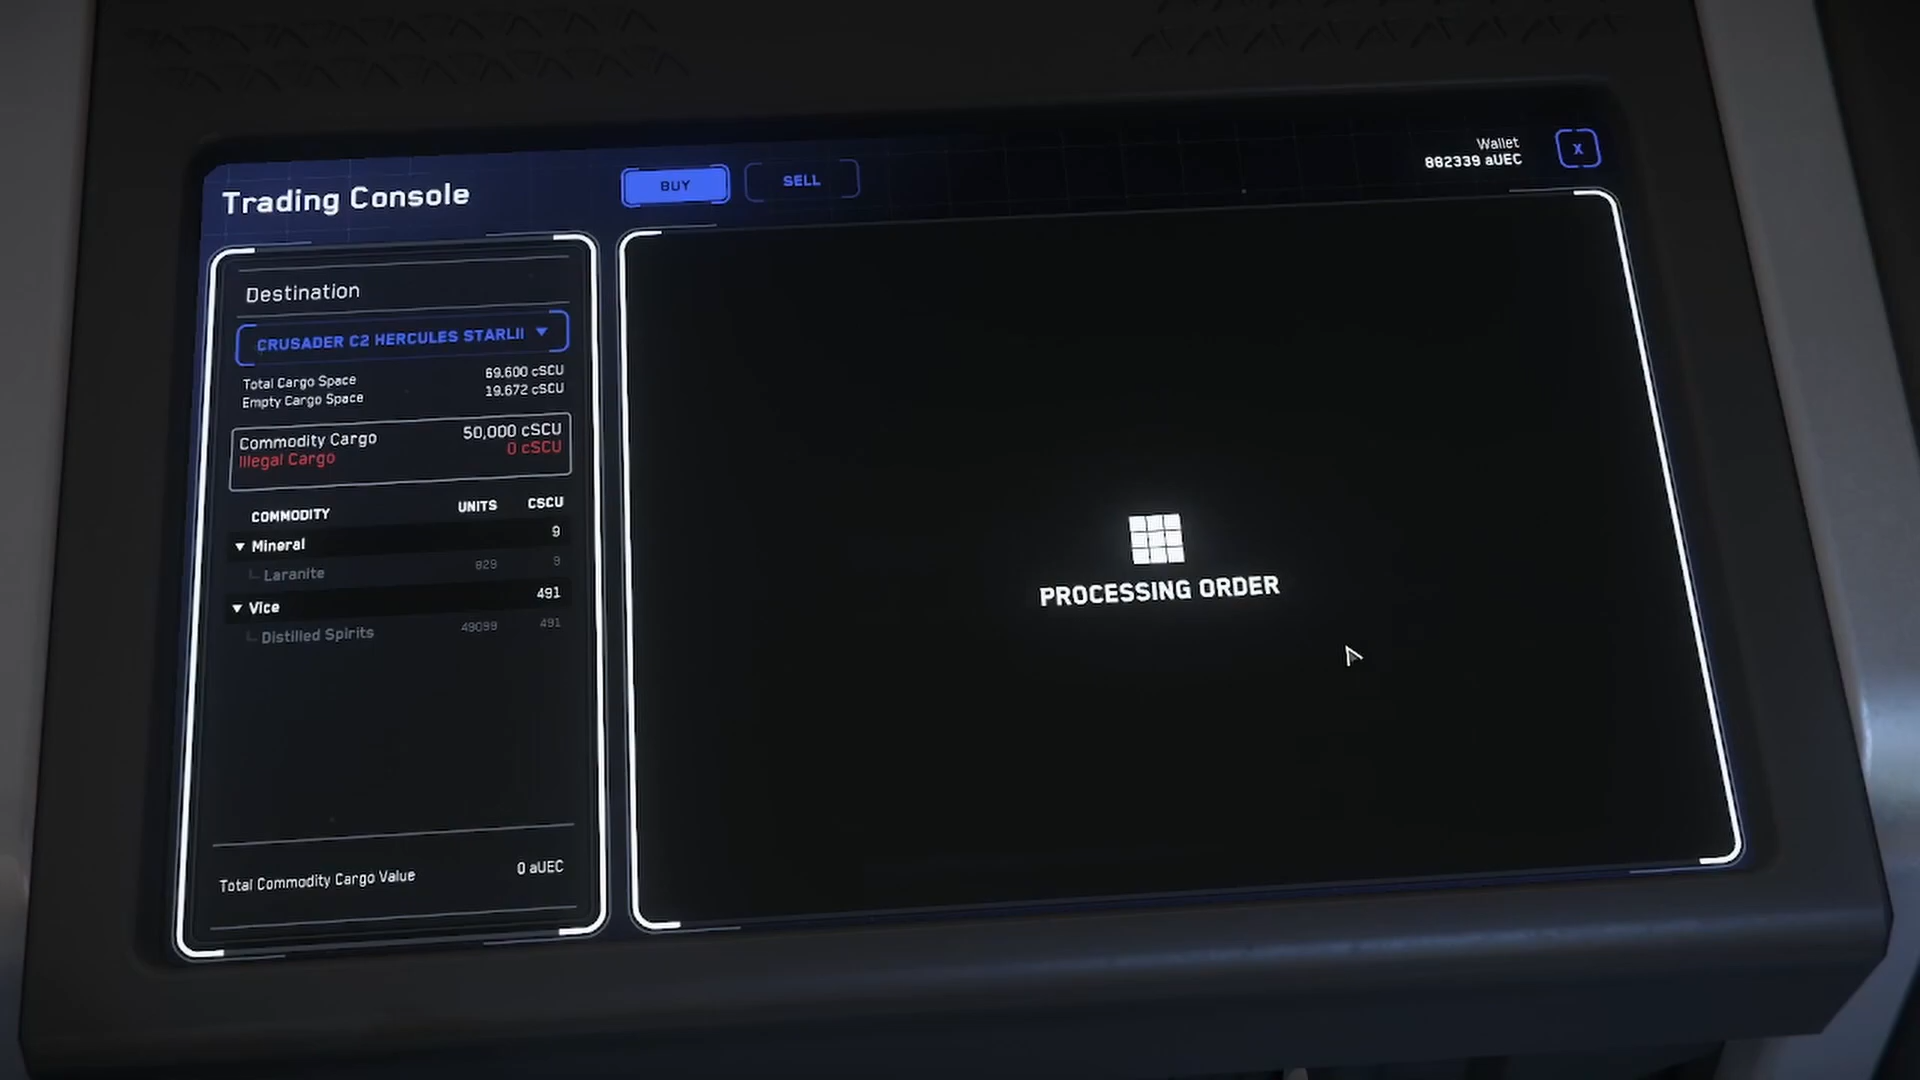 Trading Console
BUY
SELL
Wallet
882339 aUEC
X
Destination
CRUSADER C2 HERCULES STARLII
Total Cargo Space 69,600 cSCU
Empty Cargo Space 19,672 cSCU
Commodity Cargo 50,000 cSCU
Illegal Cargo 0 cSCU
COMMODITY UNITS CSCU
Mineral 9
Laranite 829 9
Vice 491
Distilled Spirits 49099 491
Total Commodity Cargo Value 0 aUEC
PROCESSING ORDER